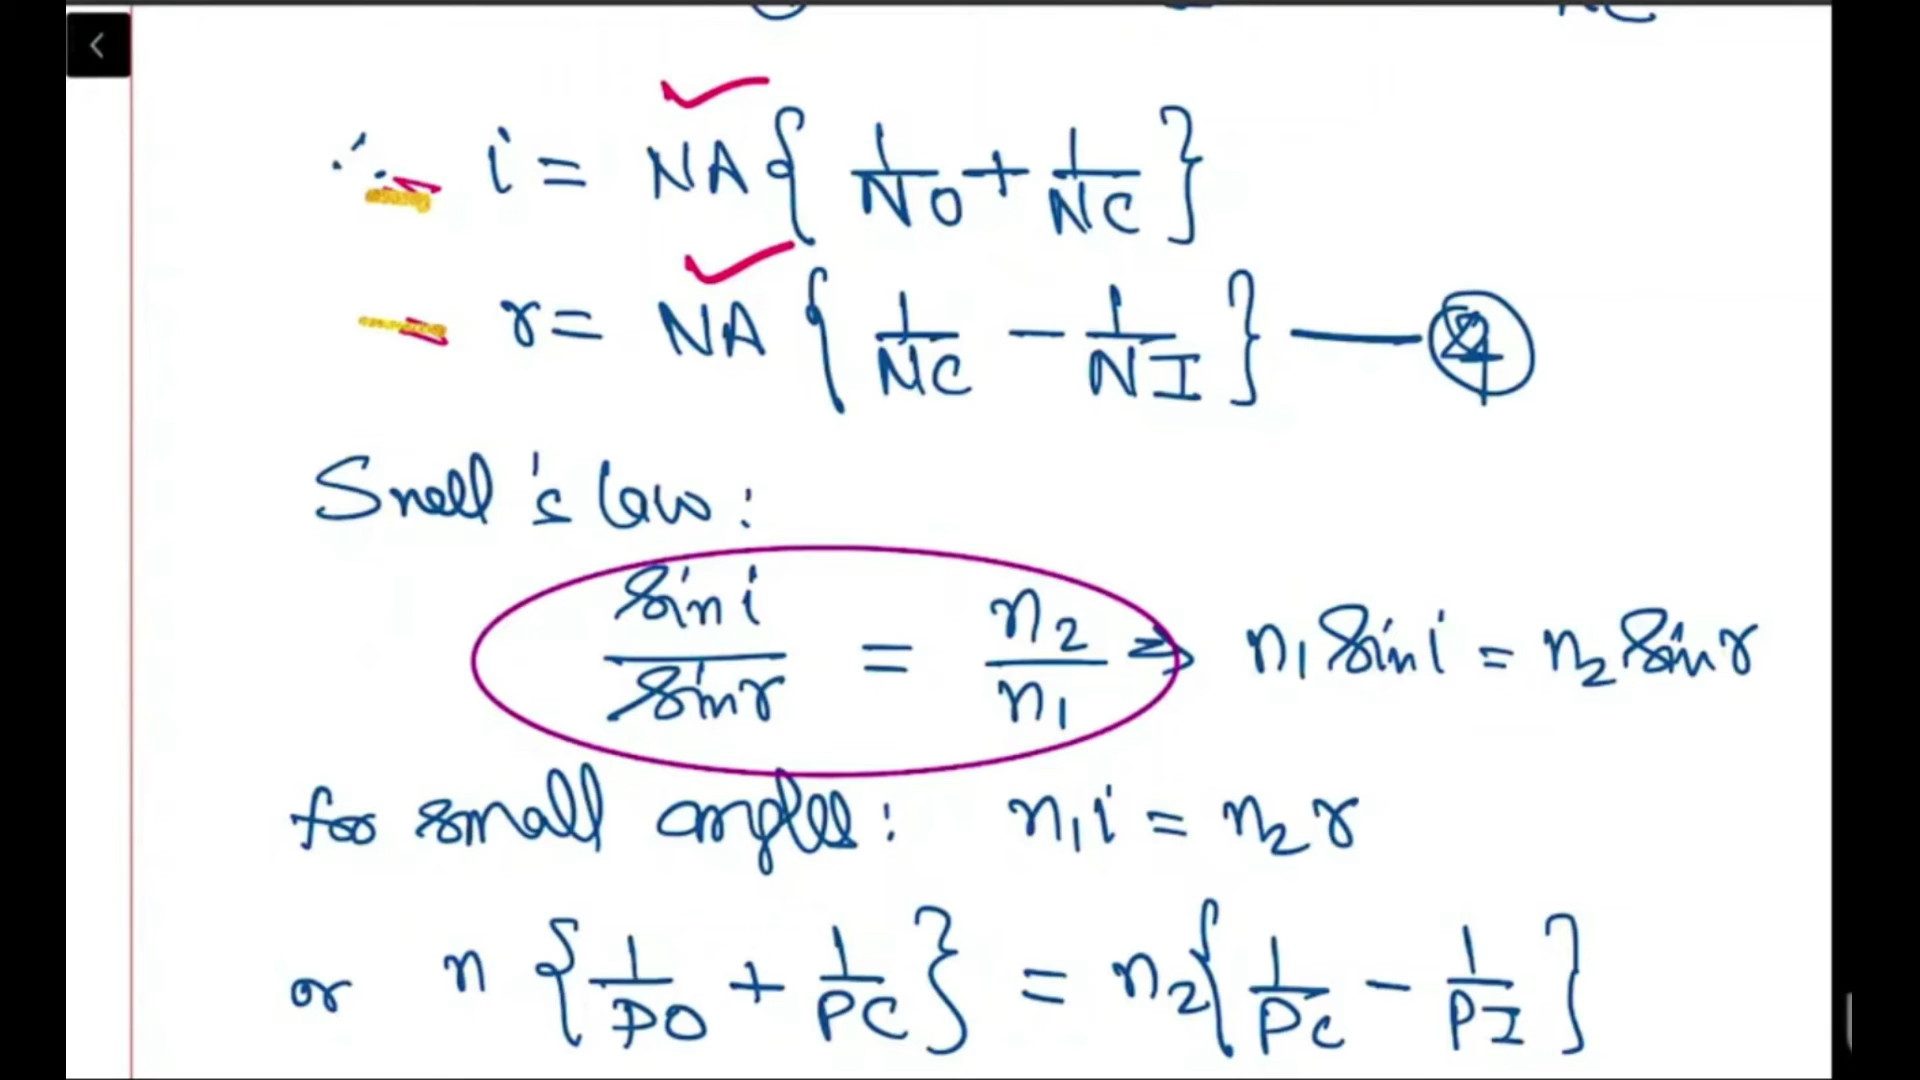 ∴ i = NA { 1/NO + 1/NC }
r = NA { 1/NC − 1/NI } — 4
Snell's law:
sin i / sin r = n₂ / n₁ ⇒ n₁ sin i = n₂ sin r
for small angles: n₁ i = n₂ r
or n { 1/PO + 1/PC } = n₂ { 1/PC − 1/PI }